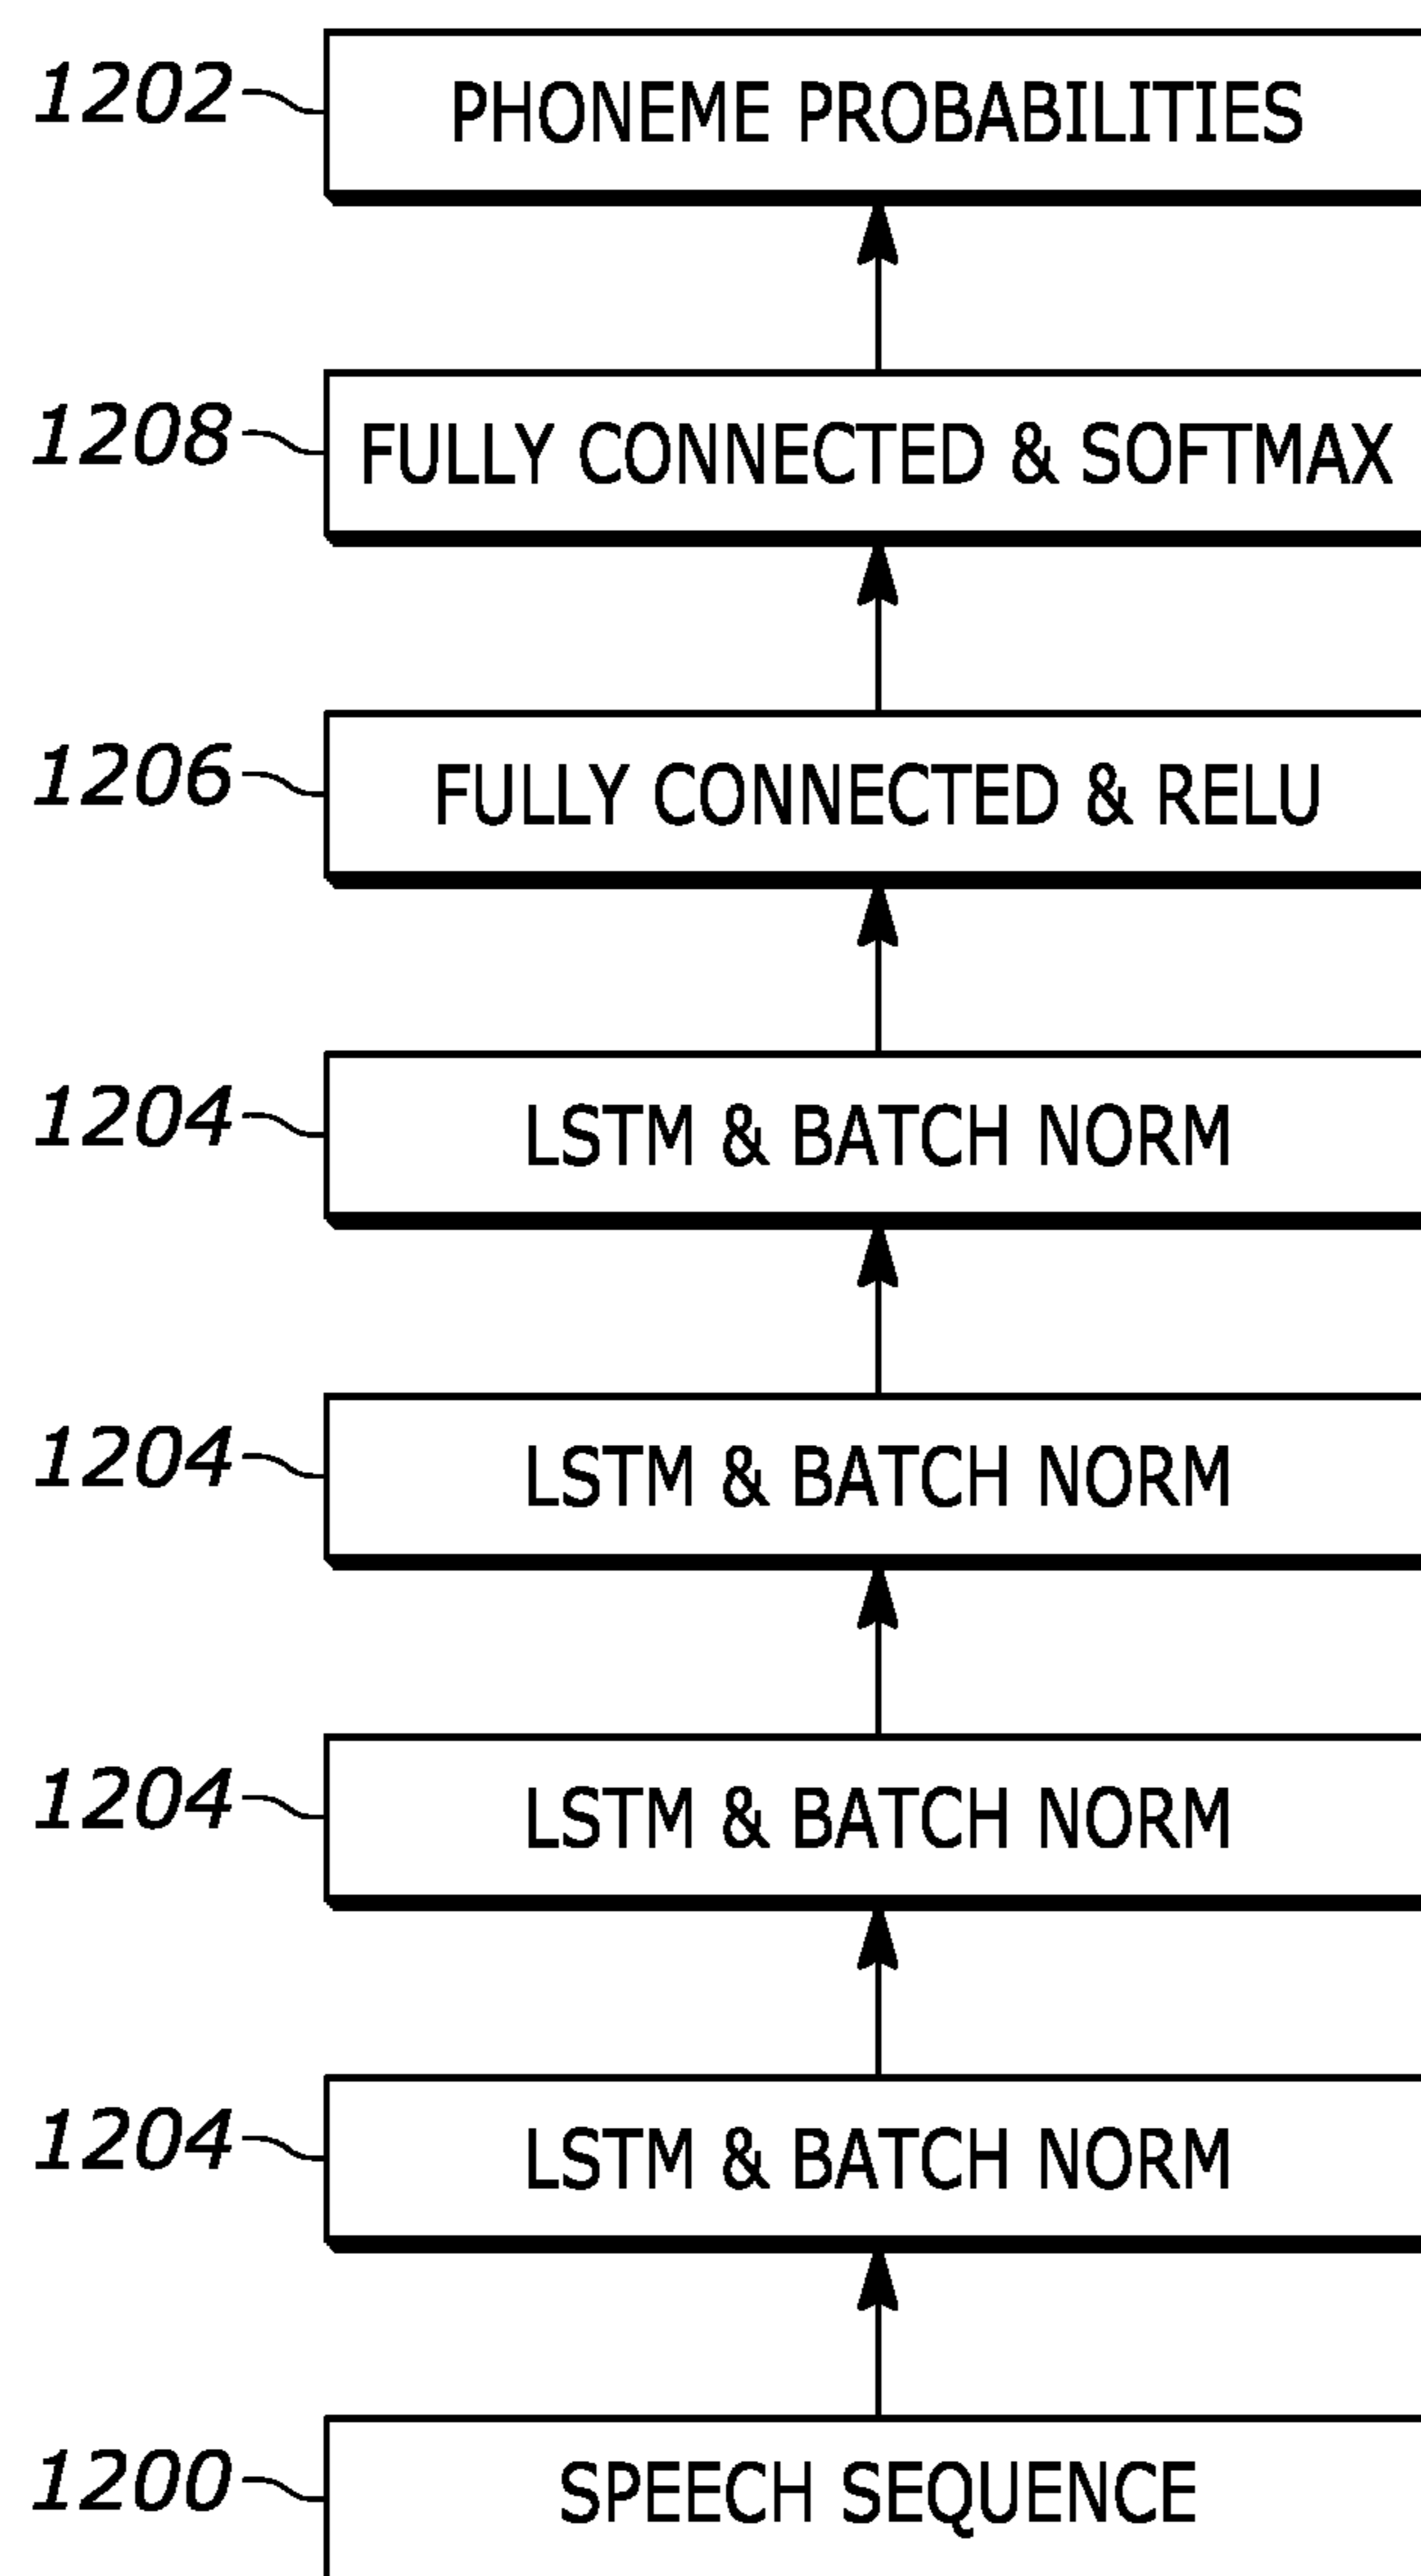 1202 PHONEME PROBABILITIES
1208 FULLY CONNECTED & SOFTMAX
1206 FULLY CONNECTED & RELU
1204 LSTM & BATCH NORM
1204 LSTM & BATCH NORM
1204 LSTM & BATCH NORM
1204 LSTM & BATCH NORM
1200 SPEECH SEQUENCE